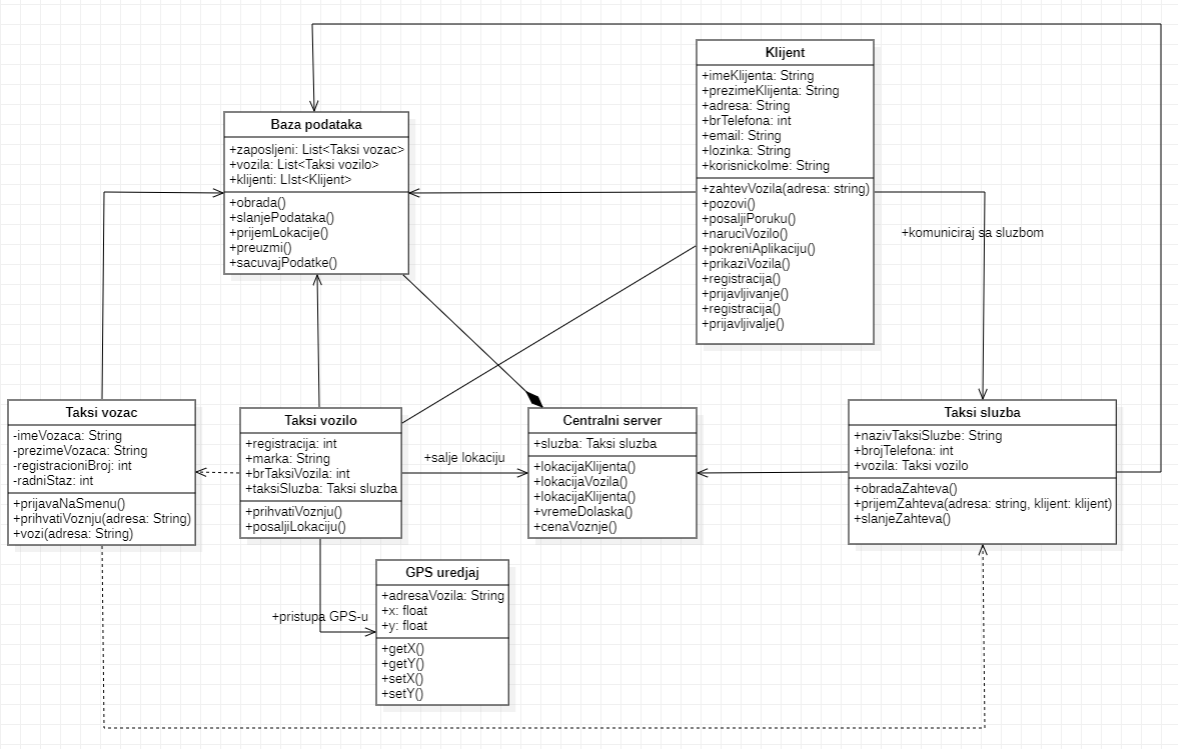 Klijent
+imeKlijenta: String
+prezimeKlijenta: String
+adresa: String
+brTelefona: int
+email: String
+lozinka: String
+korisnickoIme: String
+zahtevVozila(adresa: string)
+pozovi()
+posaljiPoruku()
+naruciVozilo()
+pokreniAplikaciju()
+prikaziVozila()
+registracija()
+prijavljivanje()
+registracija()
+prijavljivalje()
Baza podataka
+zaposljeni: List<Taksi vozac>
+vozila: List<Taksi vozilo>
+klijenti: LIst<Klijent>
+obrada()
+slanjePodataka()
+prijemLokacije()
+preuzmi()
+sacuvajPodatke()
+komuniciraj sa sluzbom
Taksi vozac
-imeVozaca: String
-prezimeVozaca: String
-registracioniBroj: int
-radniStaz: int
+prijavaNaSmenu()
+prihvatiVoznju(adresa: String)
+vozi(adresa: String)
Taksi vozilo
+registracija: int
+marka: String
+brTaksiVozila: int
+taksiSluzba: Taksi sluzba
+prihvatiVoznju()
+posaljiLokaciju()
+salje lokaciju
Centralni server
+sluzba: Taksi sluzba
+lokacijaKlijenta()
+lokacijaVozila()
+lokacijaKlijenta()
+vremeDolaska()
+cenaVoznje()
Taksi sluzba
+nazivTaksiSluzbe: String
+brojTelefona: int
+vozila: Taksi vozilo
+obradaZahteva()
+prijemZahteva(adresa: string, klijent: klijent)
+slanjeZahteva()
+pristupa GPS-u
GPS uredjaj
+adresaVozila: String
+x: float
+y: float
+getX()
+getY()
+setX()
+setY()